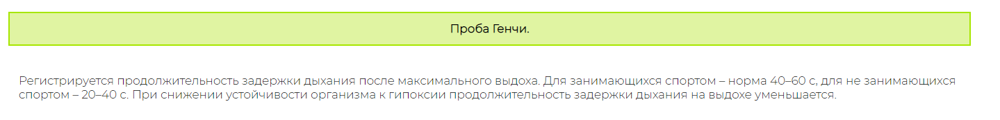 Проба Генчи.
Регистрируется продолжительность задержки дыхания после максимального выдоха. Для занимающихся спортом – норма 40–60 с, для не занимающихся
спортом – 20–40 с. При снижении устойчивости организма к гипоксии продолжительность задержки дыхания на выдохе уменьшается.